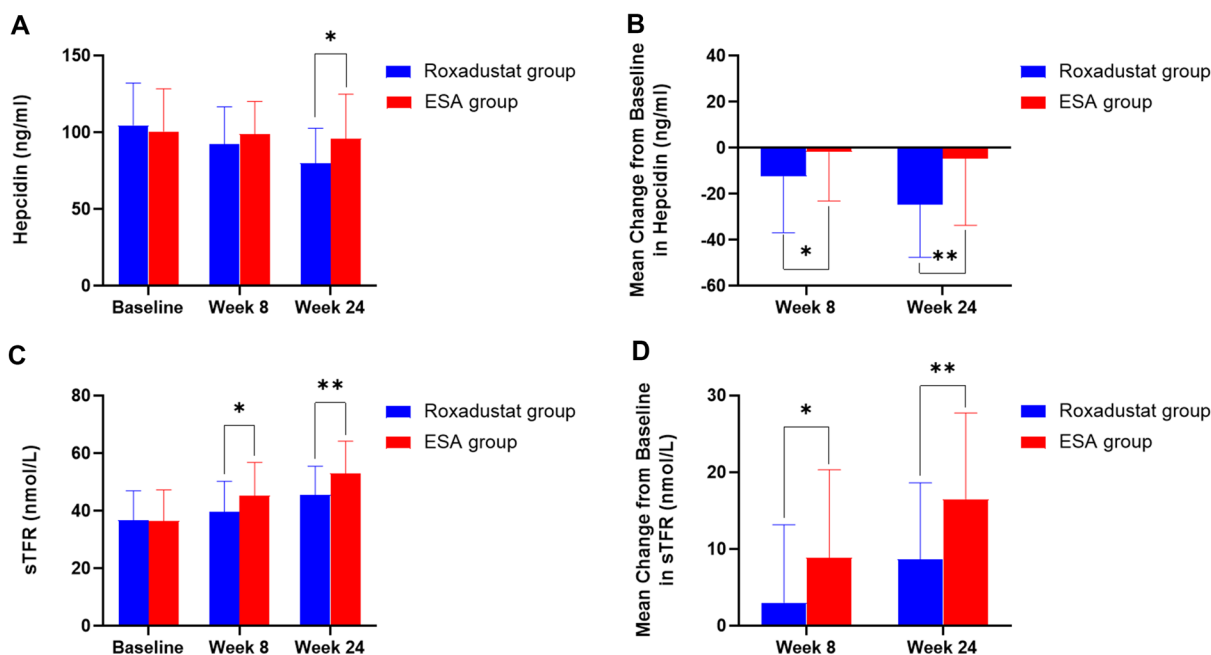 A
Hepcidin (ng/ml)
150
100
50
0
Baseline
Week 8
Week 24
*
Roxadustat group
ESA group
B
Mean Change from Baseline
in Hepcidin (ng/ml)
40
20
0
-20
-40
-60
*
**
Week 8
Week 24
Roxadustat group
ESA group
C
sTFR (nmol/L)
80
60
40
20
0
*
**
Baseline
Week 8
Week 24
Roxadustat group
ESA group
D
Mean Change from Baseline
in sTFR (nmol/L)
30
20
10
0
*
**
Week 8
Week 24
Roxadustat group
ESA group